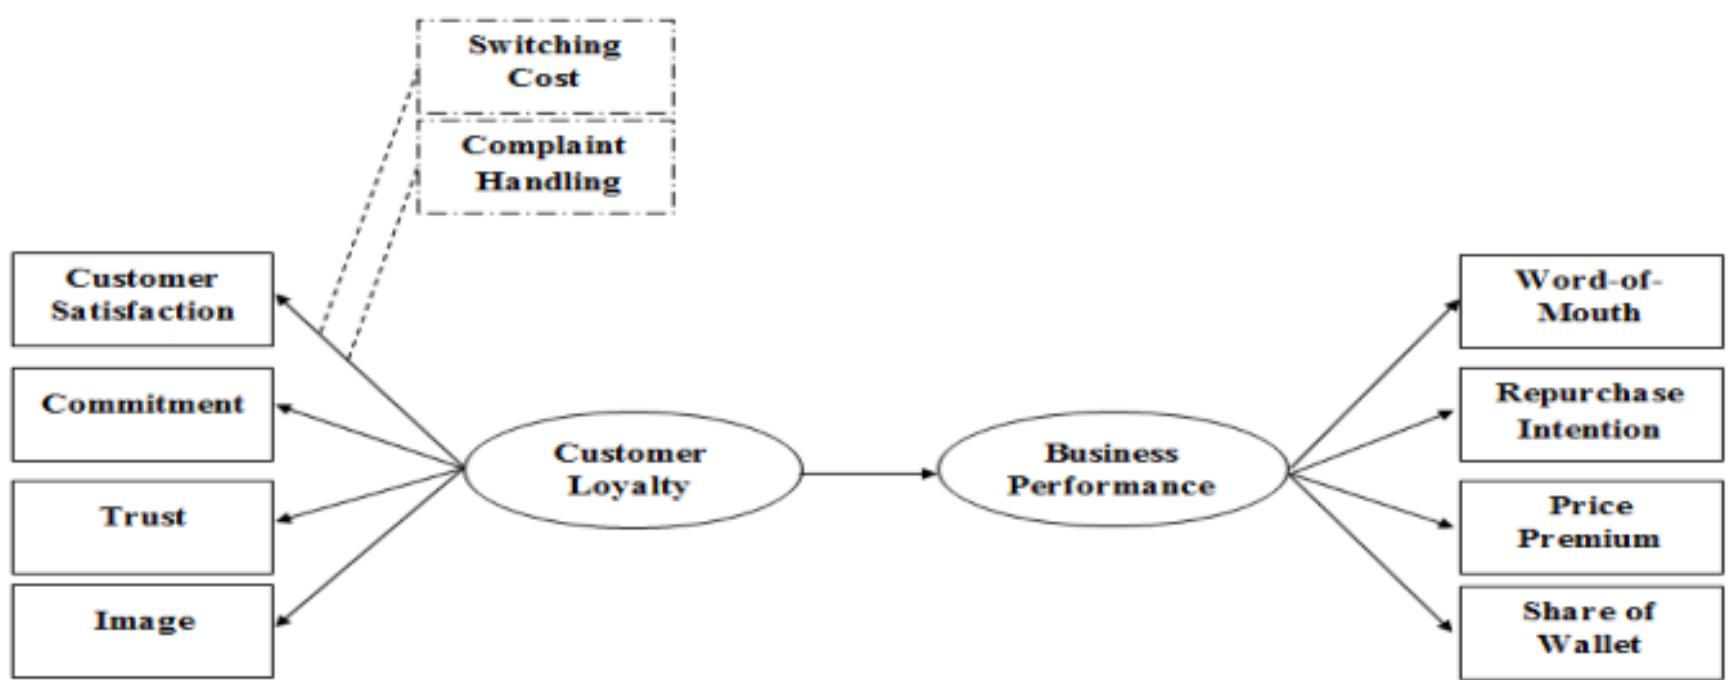 Switching
Cost
Complaint
Handling
Customer
Satisfaction
Commitment
Trust
Image
Customer
Loyalty
Business
Performance
Word-of-
Mouth
Repurchase
Intention
Price
Premium
Share of
Wallet